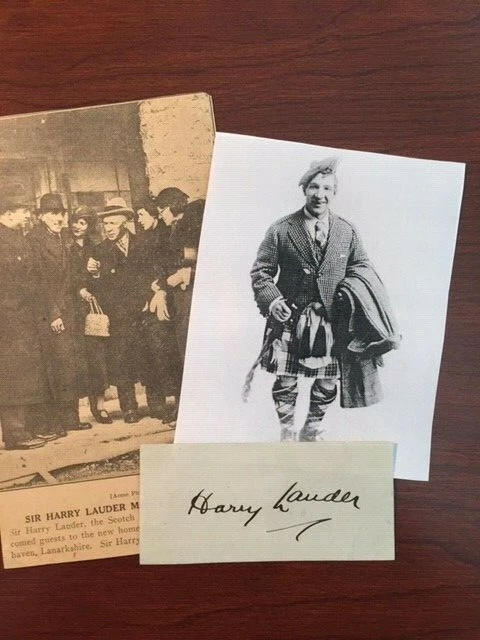 [Acme Ph
SIR HARRY LAUDER M
Sir Harry Lauder, the Scotch
comed guests to the new home
haven, Lanarkshire. Sir Harry
Harry Lauder